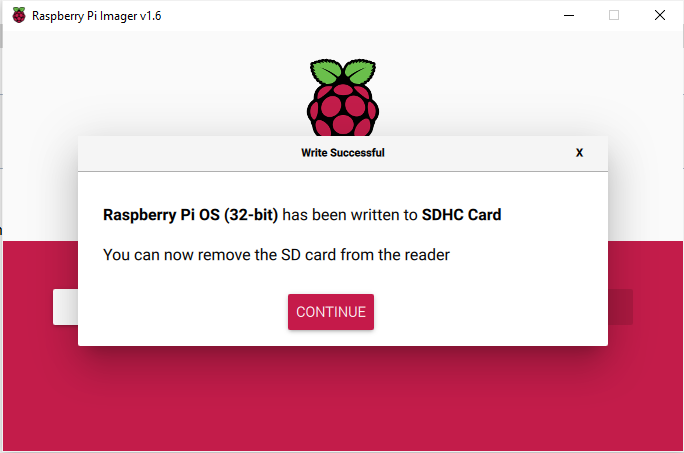 Raspberry Pi Imager v1.6
Write Successful
X
Raspberry Pi OS (32-bit) has been written to SDHC Card
You can now remove the SD card from the reader
CONTINUE